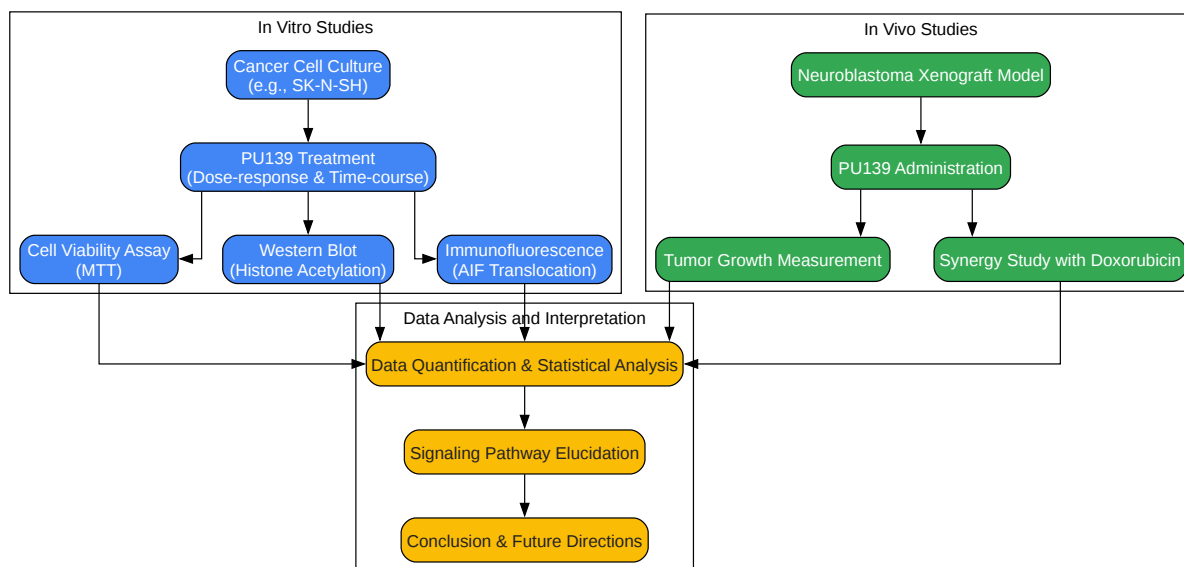 In Vitro Studies
Cancer Cell Culture
(e.g., SK-N-SH)
PU139 Treatment
(Dose-response & Time-course)
Cell Viability Assay
(MTT)
Western Blot
(Histone Acetylation)
Immunofluorescence
(AIF Translocation)
In Vivo Studies
Neuroblastoma Xenograft Model
PU139 Administration
Tumor Growth Measurement
Synergy Study with Doxorubicin
Data Analysis and Interpretation
Data Quantification & Statistical Analysis
Signaling Pathway Elucidation
Conclusion & Future Directions